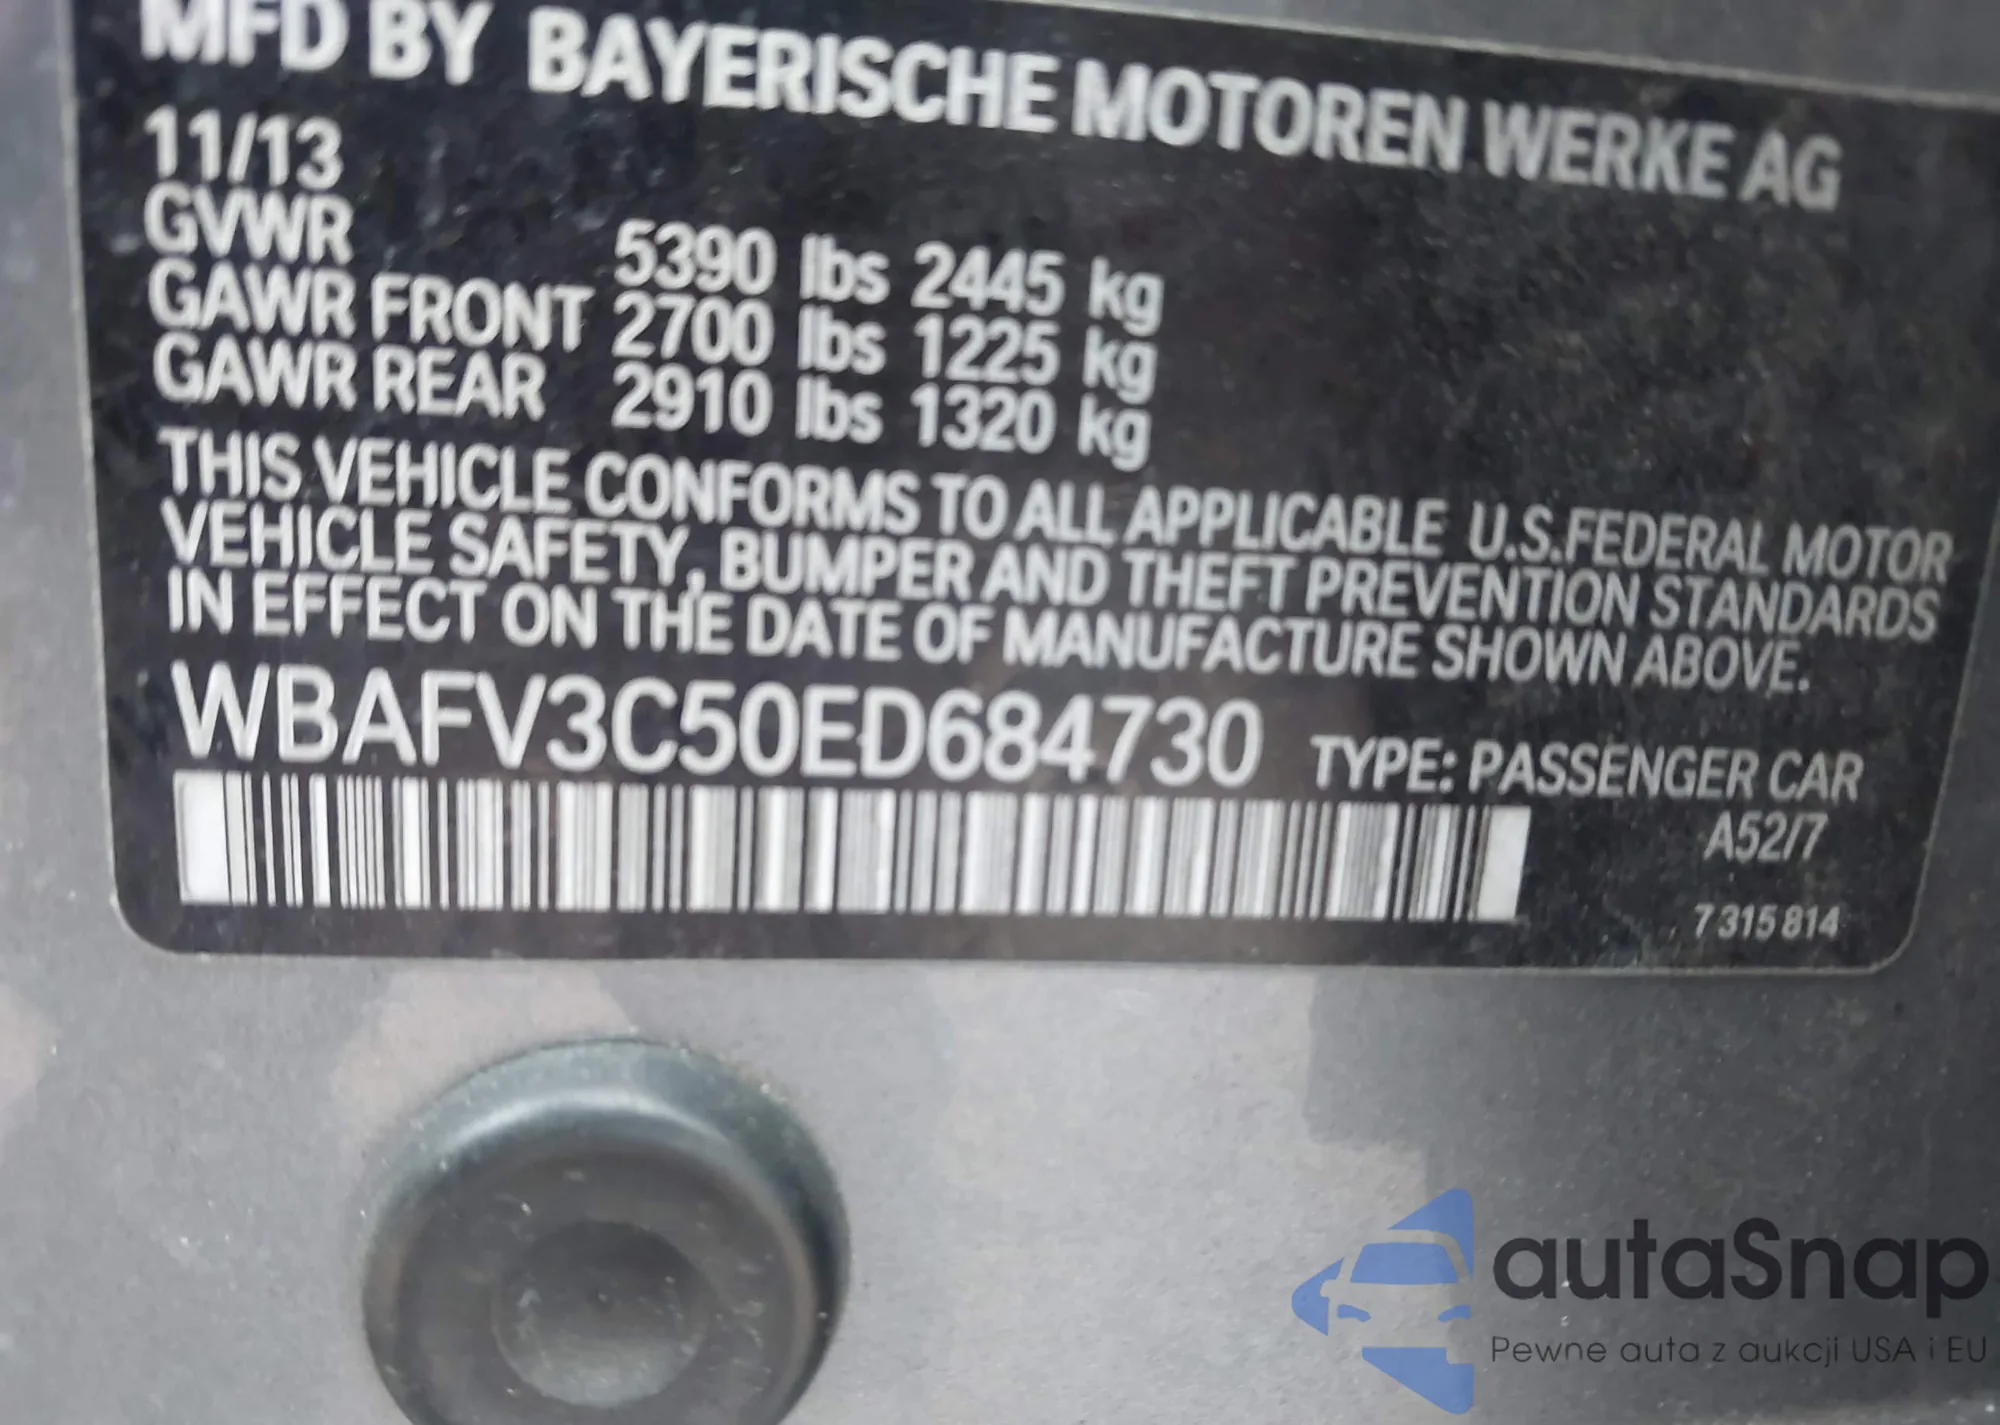 MFD BY BAYERISCHE MOTOREN WERKE AG
11/13
GVWR 5390 lbs 2445 kg
GAWR FRONT 2700 lbs 1225 kg
GAWR REAR 2910 lbs 1320 kg
THIS VEHICLE CONFORMS TO ALL APPLICABLE U.S.FEDERAL MOTOR
VEHICLE SAFETY, BUMPER AND THEFT PREVENTION STANDARDS
IN EFFECT ON THE DATE OF MANUFACTURE SHOWN ABOVE.
WBAFV3C50ED684730 TYPE: PASSENGER CAR
A52/7
7 315 814
autaSnap
Pewne auta z aukcji USA i EU